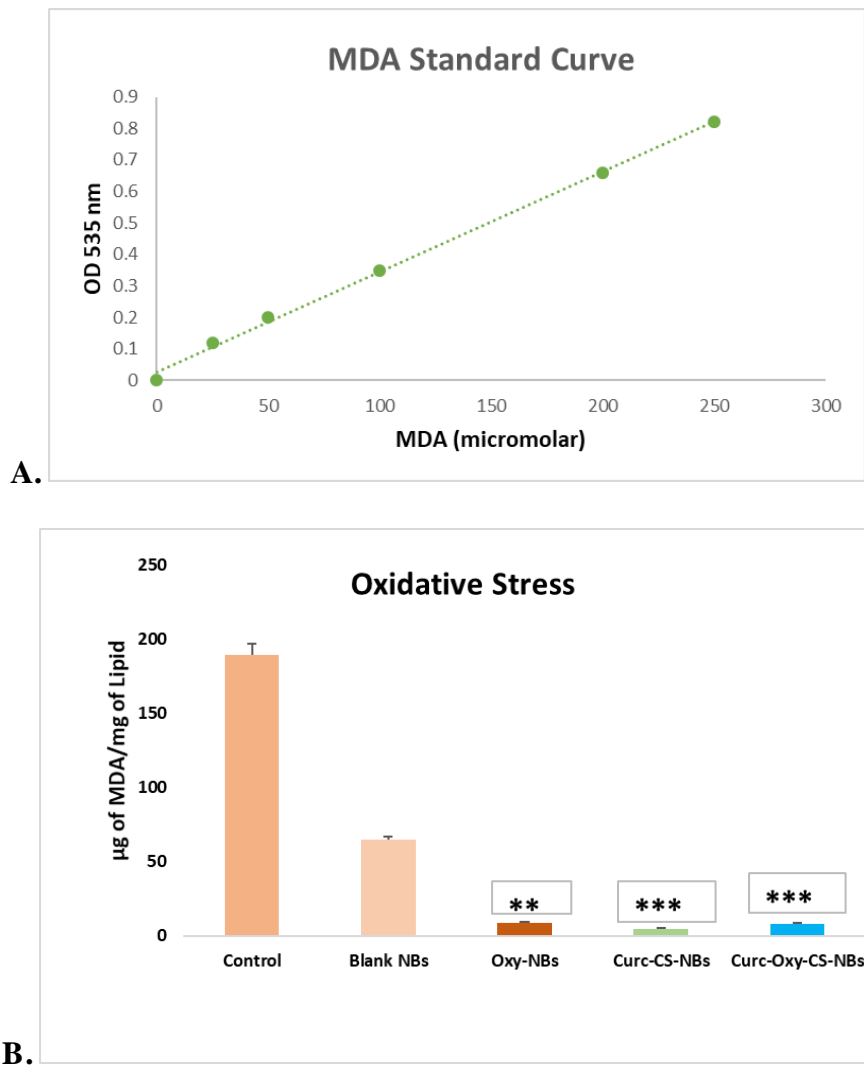 MDA Standard Curve
0.9
0.8
0.7
0.6
0.5
0.4
0.3
0.2
0.1
0
OD 535 nm
0 50 100 150 200 250 300
MDA (micromolar)
A.
Oxidative Stress
250
200
150
100
50
0
µg of MDA/mg of Lipid
** *** ***
Control Blank NBs Oxy-NBs Curc-CS-NBs Curc-Oxy-CS-NBs
B.